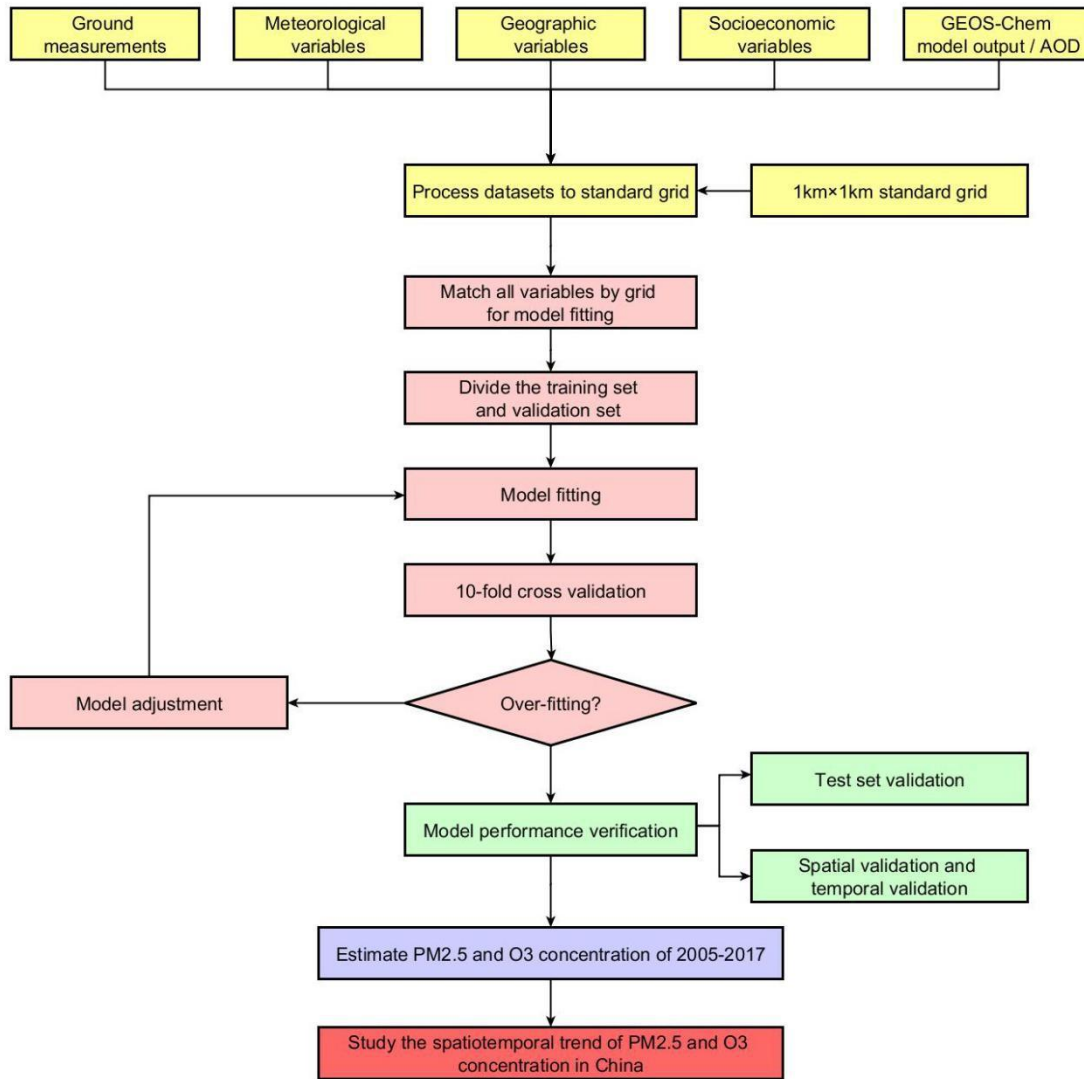 Ground
measurements
Meteorological
variables
Geographic
variables
Socioeconomic
variables
GEOS-Chem
model output / AOD
Process datasets to standard grid
1km×1km standard grid
Match all variables by grid
for model fitting
Divide the training set
and validation set
Model fitting
10-fold cross validation
Over-fitting?
Model adjustment
Test set validation
Model performance verification
Spatial validation and
temporal validation
Estimate PM2.5 and O3 concentration of 2005-2017
Study the spatiotemporal trend of PM2.5 and O3
concentration in China